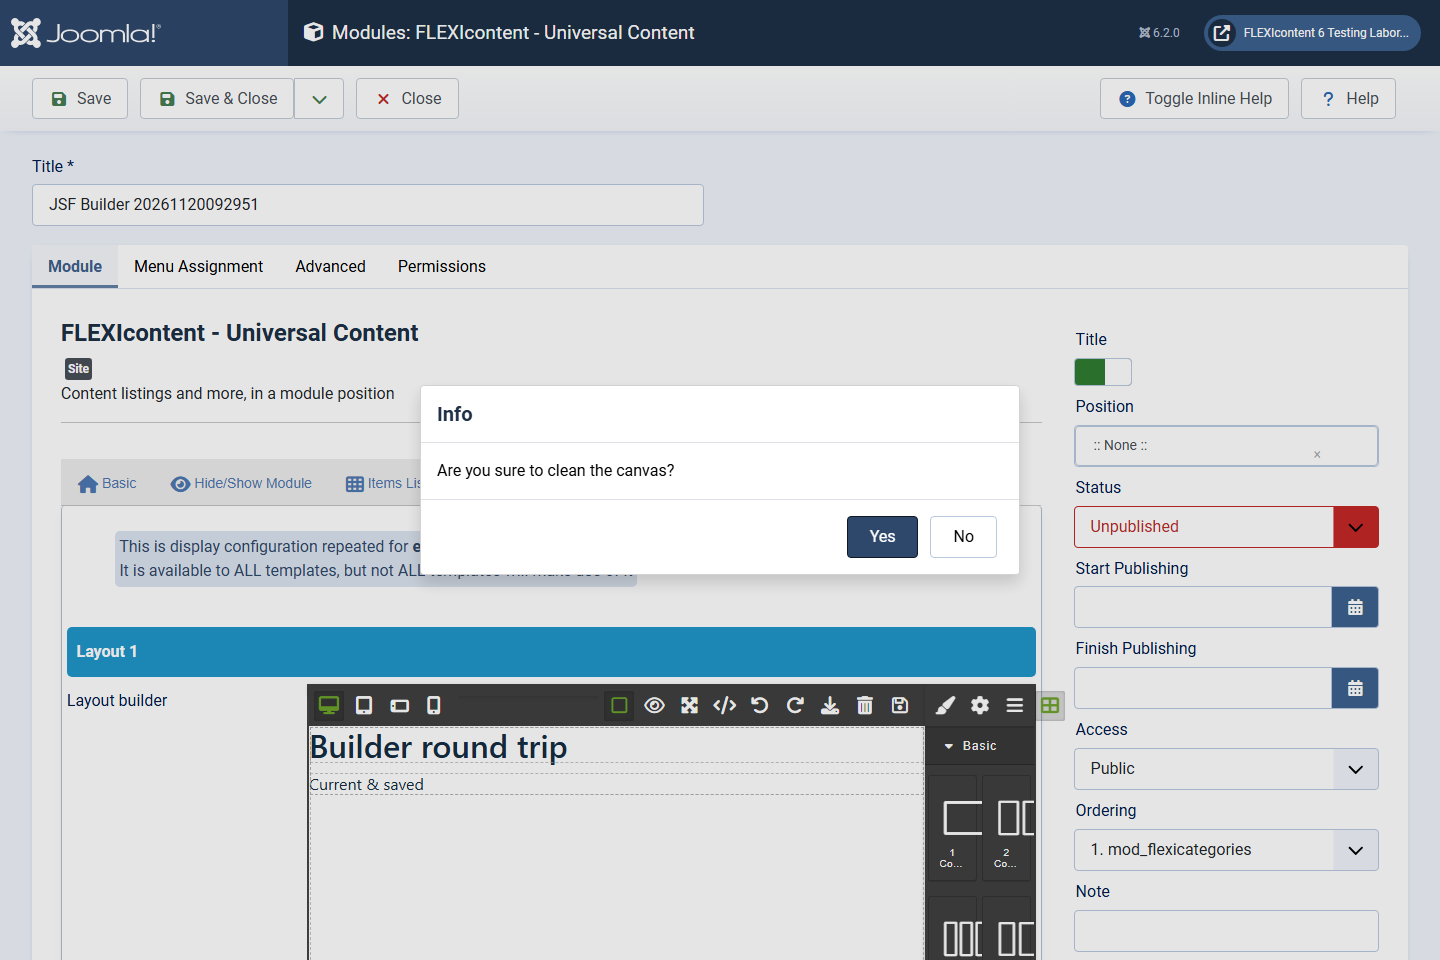 Joomla!
Modules: FLEXIcontent - Universal Content
6.2.0
FLEXIcontent 6 Testing Labor...
Save
Save & Close
Close
Toggle Inline Help
Help
Title *
JSF Builder 20261120092951
Module
Menu Assignment
Advanced
Permissions
FLEXIcontent - Universal Content
Site
Content listings and more, in a module position
Basic
Hide/Show Module
Items Lis
This is display configuration repeated for e
It is available to ALL templates, but not ALL
Info
Are you sure to clean the canvas?
Yes
No
Layout 1
Layout builder
Builder round trip
Current & saved
Basic
1
Co...
2
Co...
Title
Position
:: None ::
Status
Unpublished
Start Publishing
Finish Publishing
Access
Public
Ordering
1. mod_flexicategories
Note